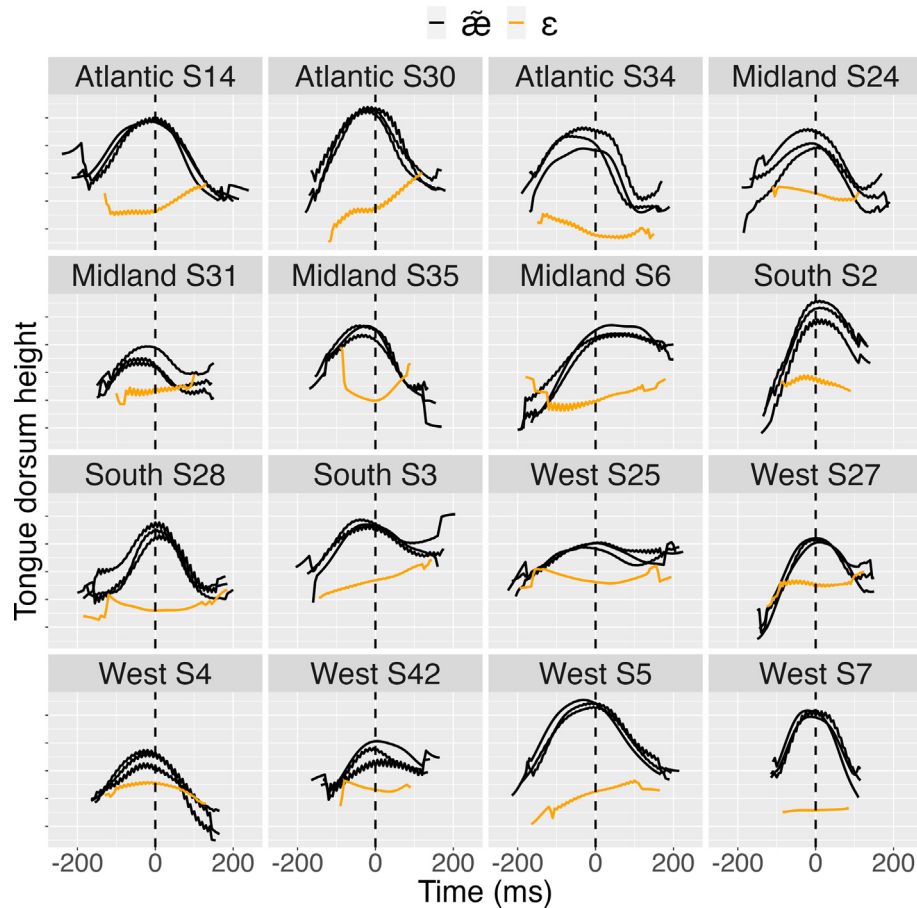 æ̃ ɛ
Atlantic S14 Atlantic S30 Atlantic S34 Midland S24
Midland S31 Midland S35 Midland S6 South S2
South S28 South S3 West S25 West S27
West S4 West S42 West S5 West S7
Tongue dorsum height
-200 0 200 -200 0 200 -200 0 200 -200 0 200
Time (ms)